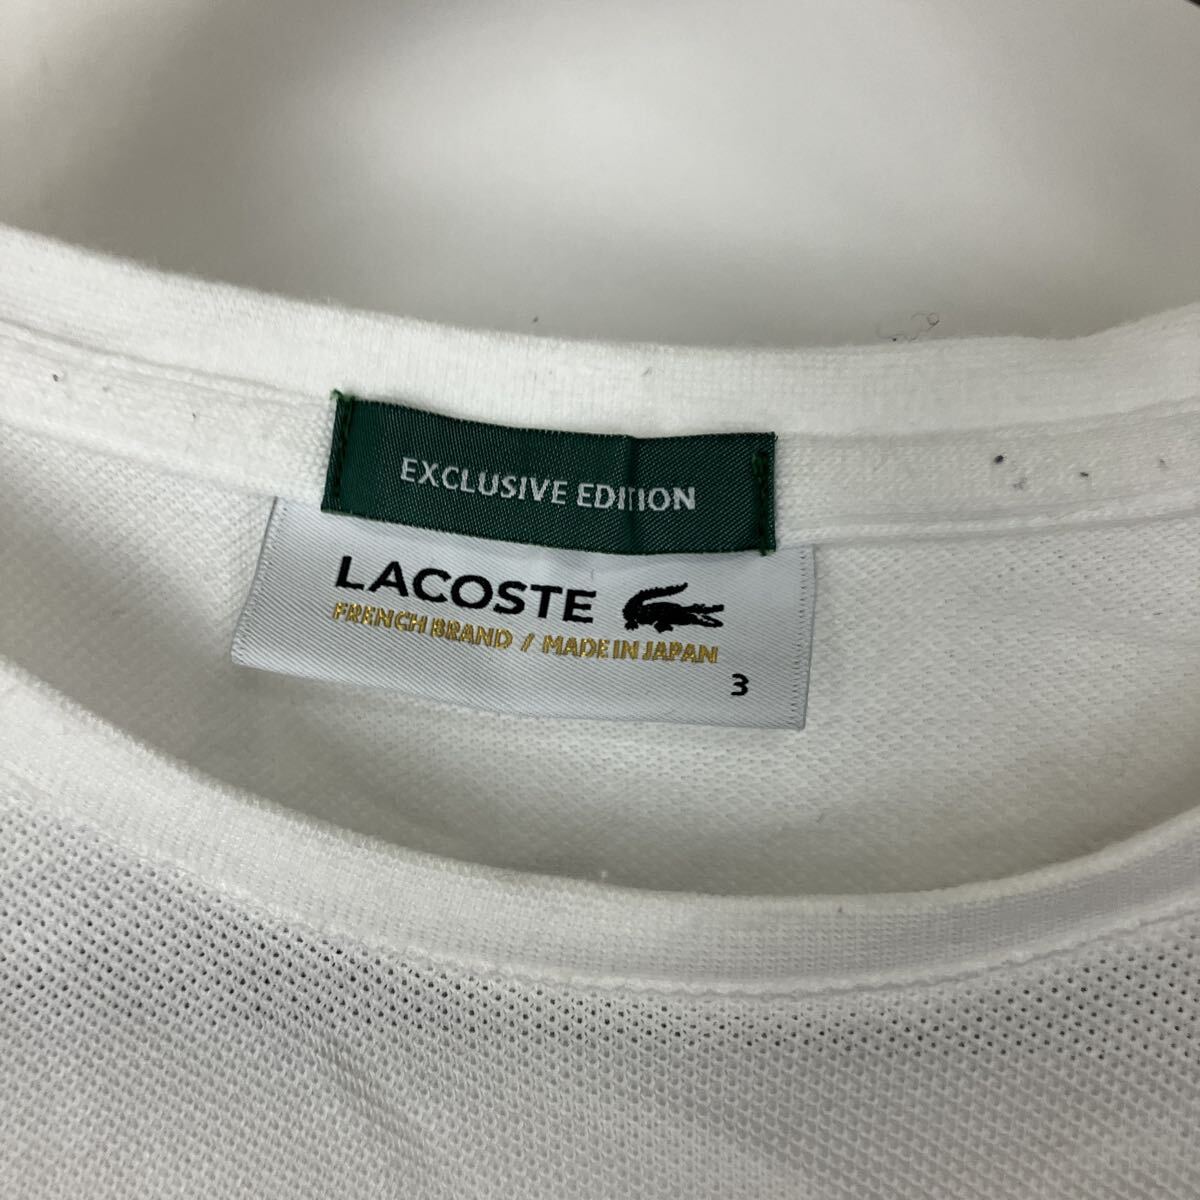 EXCLUSIVE EDITION
LACOSTE
FRENCH BRAND / MADE IN JAPAN
3